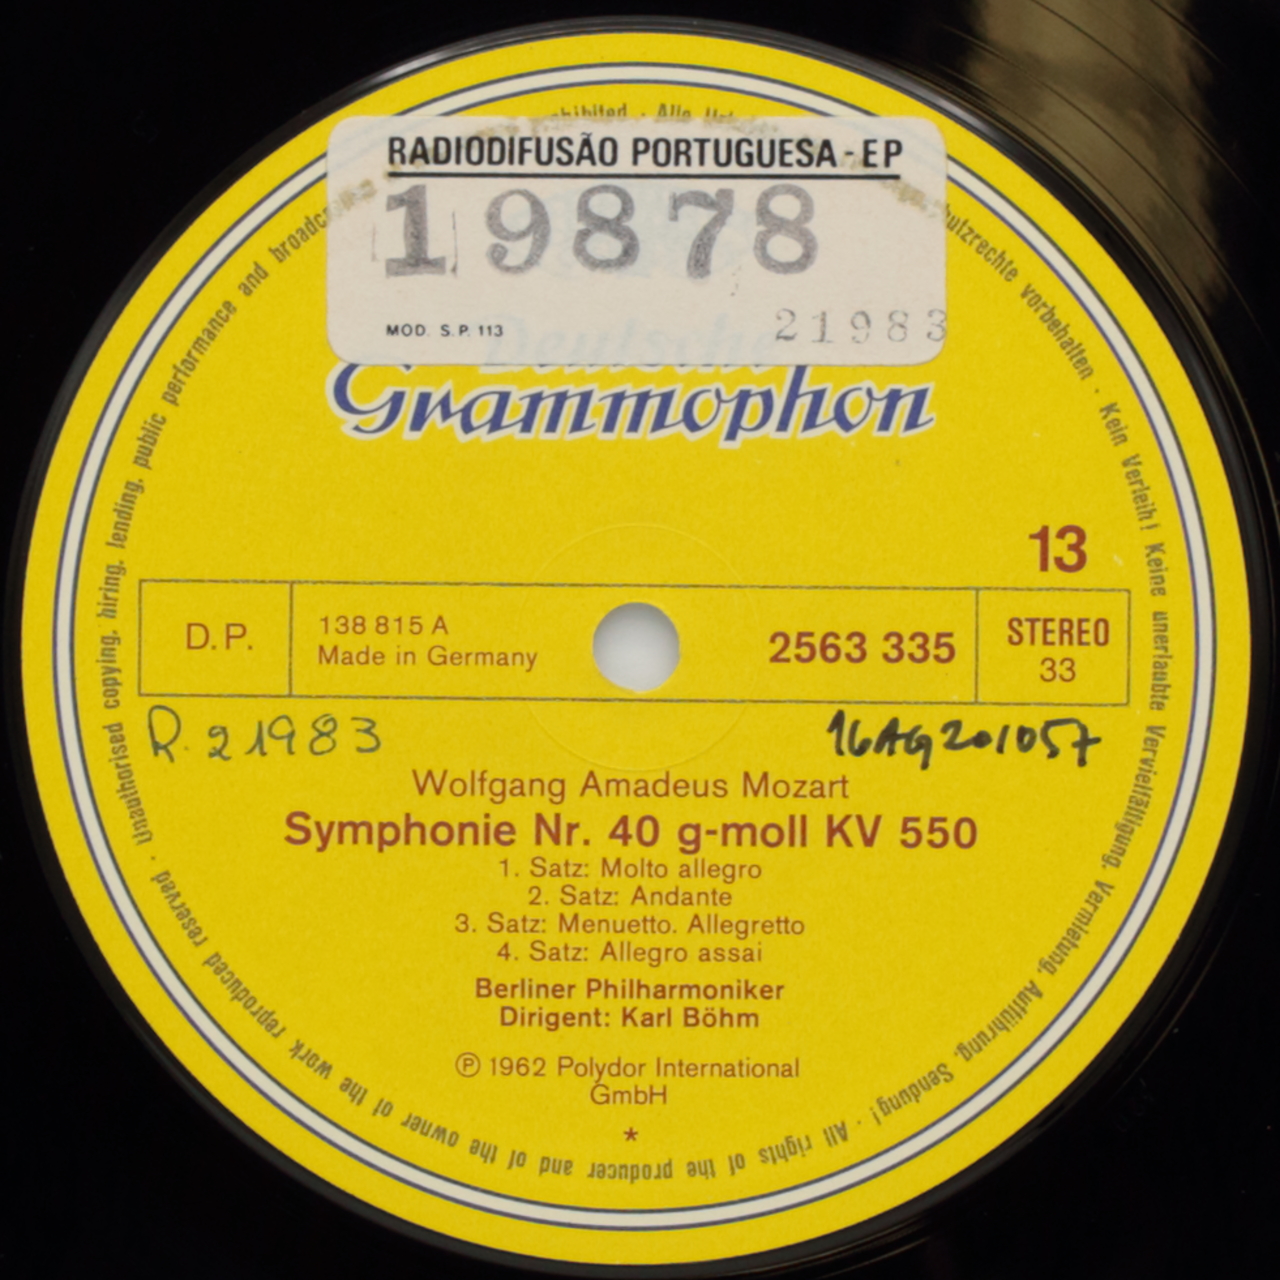 RADIODIFUSÃO PORTUGUESA - EP
19878
MOD. S.P. 113
21983
Deutsche
Grammophon
13
D.P.
138 815 A
Made in Germany
2563 335
STEREO
33
R. 21983
16AG201057
Wolfgang Amadeus Mozart
Symphonie Nr. 40 g-moll KV 550
1. Satz: Molto allegro
2. Satz: Andante
3. Satz: Menuetto. Allegretto
4. Satz: Allegro assai
Berliner Philharmoniker
Dirigent: Karl Böhm
℗ 1962 Polydor International
GmbH
*
prohibited · Alle vorbehalten · Kein Verleih! Keine unerlaubte Vervielfältigung, Vermietung, Aufführung, Sendung! · All rights of the producer and of the owner of the work reproduced reserved · Unauthorised copying, hiring, lending, public performance and